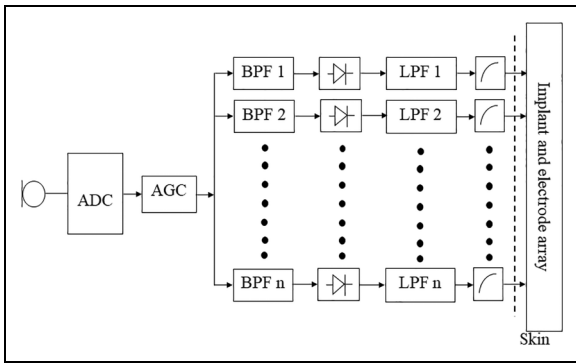 ADC
AGC
BPF 1
LPF 1
BPF 2
LPF 2
BPF n
LPF n
Implant and electrode array
Skin